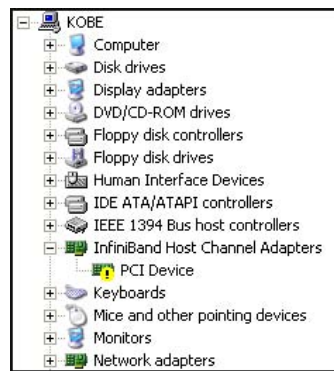 KOBE
Computer
Disk drives
Display adapters
DVD/CD-ROM drives
Floppy disk controllers
Floppy disk drives
Human Interface Devices
IDE ATA/ATAPI controllers
IEEE 1394 Bus host controllers
InfiniBand Host Channel Adapters
PCI Device
Keyboards
Mice and other pointing devices
Monitors
Network adapters